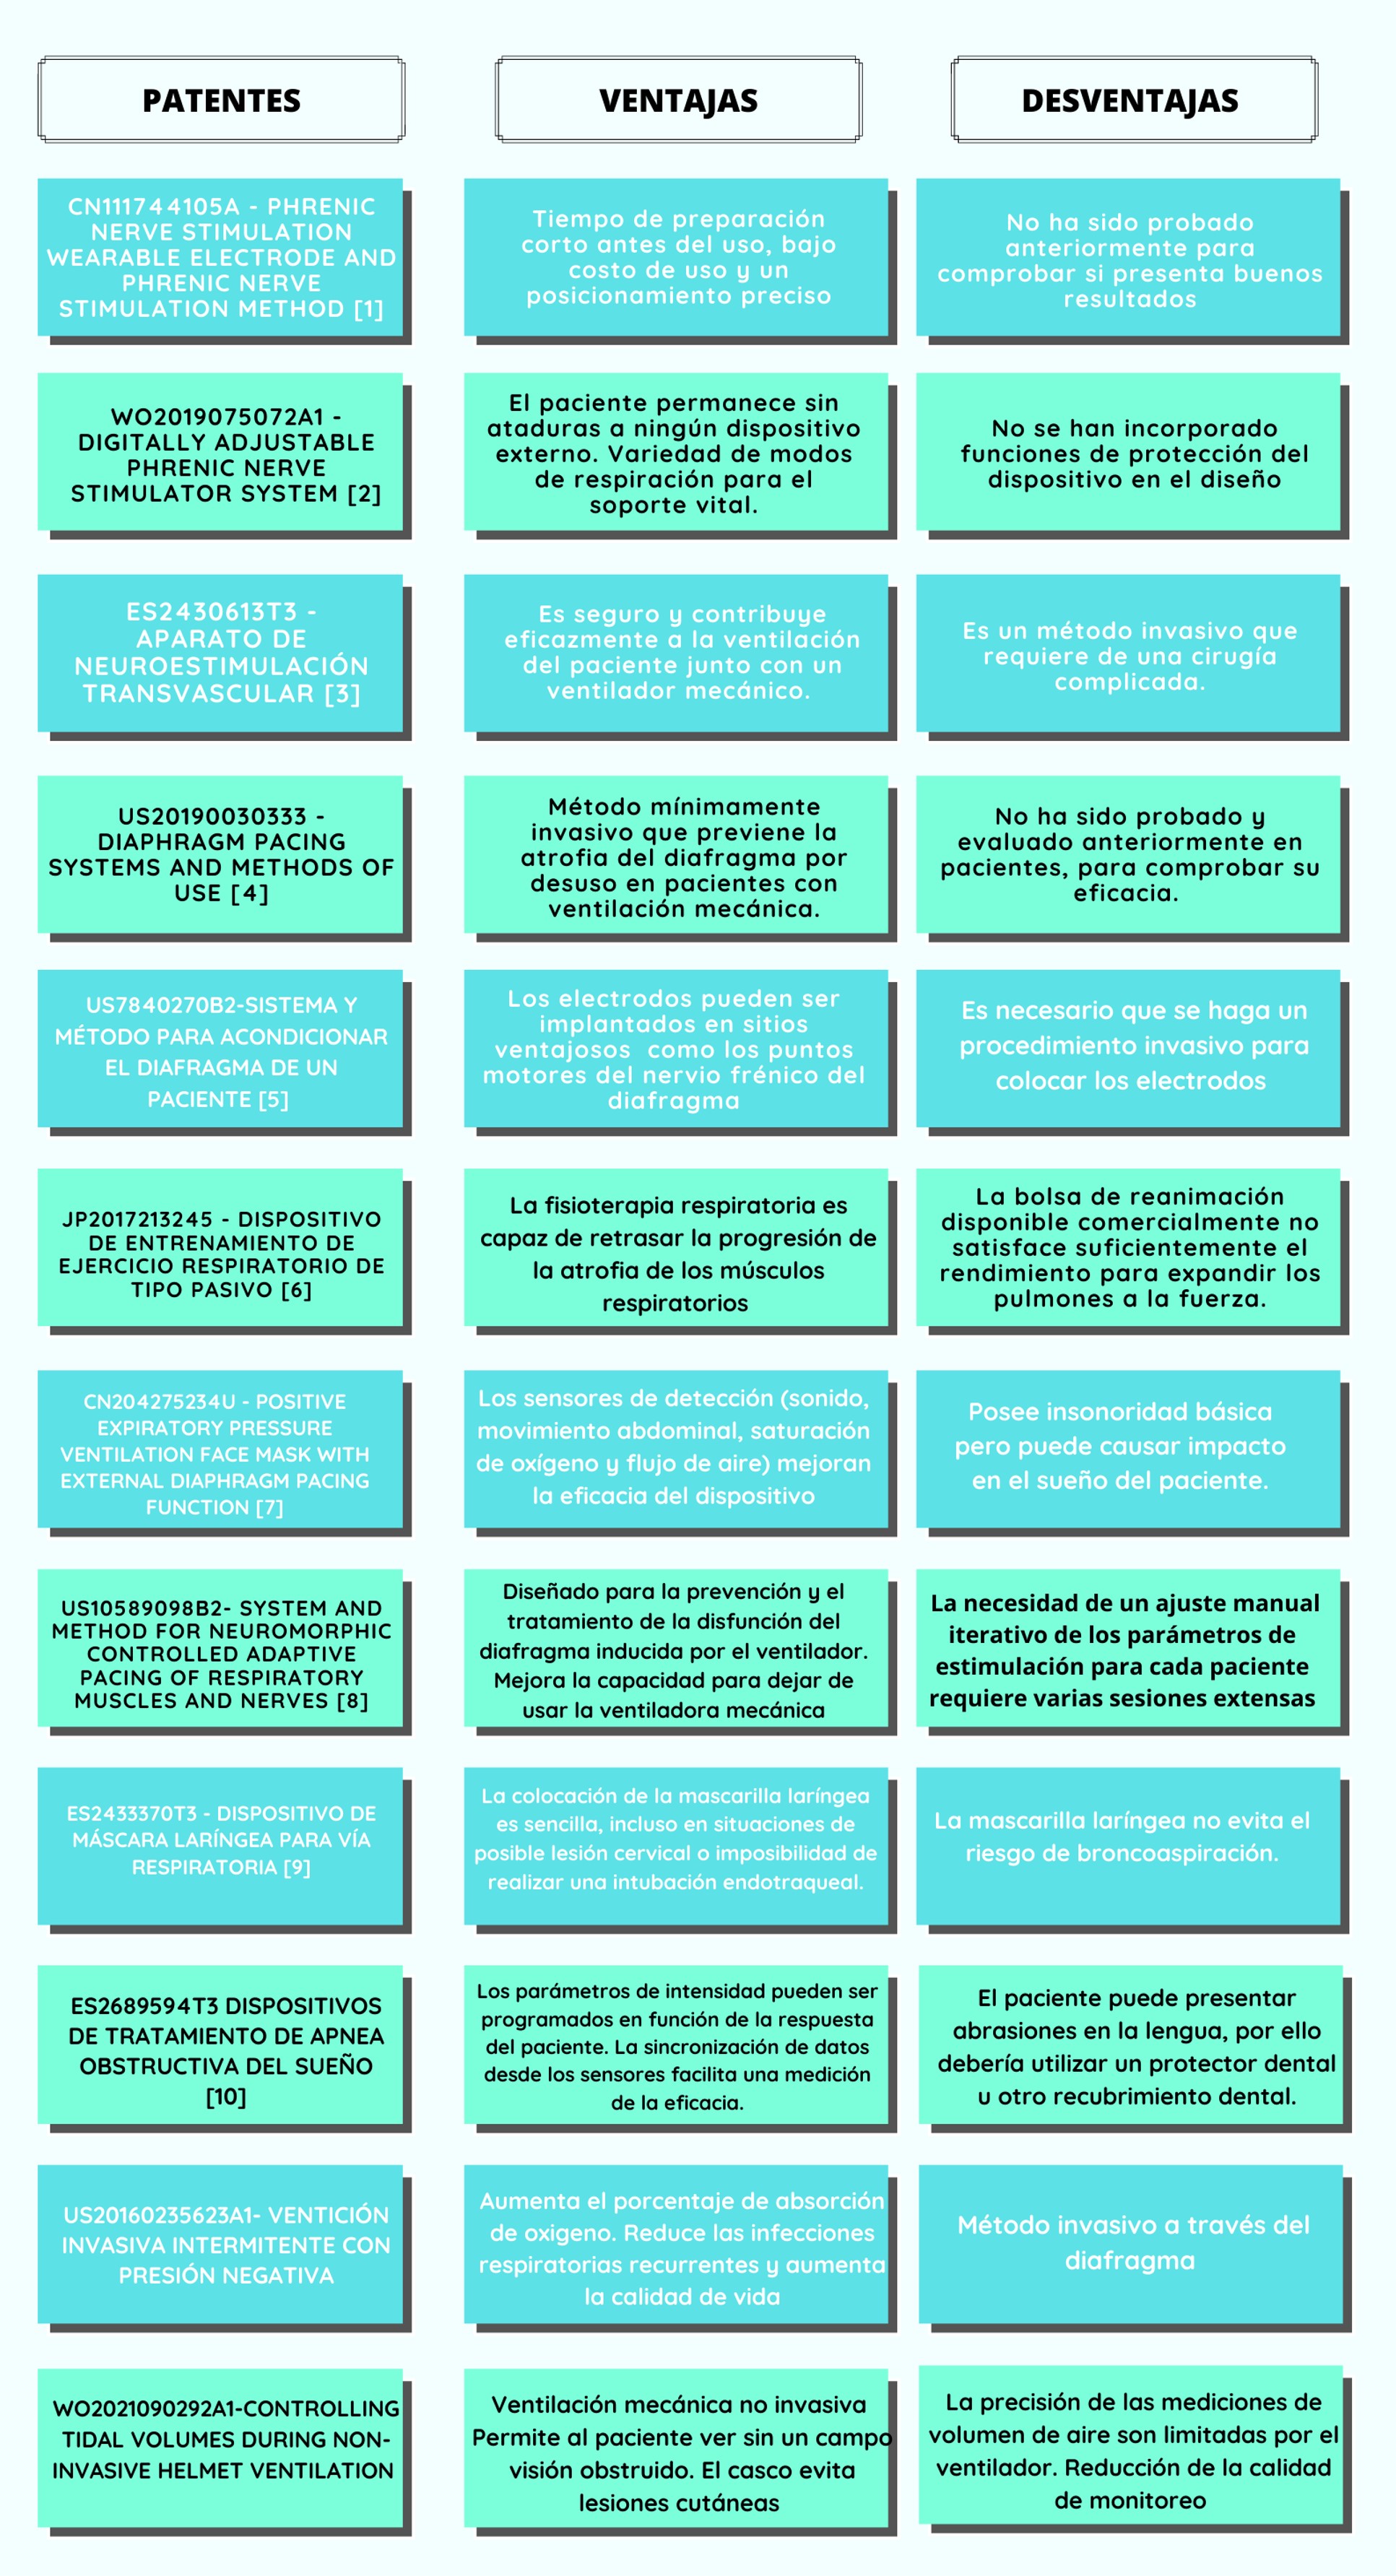 PATENTES
VENTAJAS
DESVENTAJAS
CN111744105A - PHRENIC
NERVE STIMULATION
WEARABLE ELECTRODE AND
PHRENIC NERVE
STIMULATION METHOD [1]
Tiempo de preparación
corto antes del uso, bajo
costo de uso y un
posicionamiento preciso
No ha sido probado
anteriormente para
comprobar si presenta buenos
resultados
WO2019075072A1 -
DIGITALLY ADJUSTABLE
PHRENIC NERVE
STIMULATOR SYSTEM [2]
El paciente permanece sin
ataduras a ningún dispositivo
externo. Variedad de modos
de respiración para el
soporte vital.
No se han incorporado
funciones de protección del
dispositivo en el diseño
ES2430613T3 -
APARATO DE
NEUROESTIMULACIÓN
TRANSVASCULAR [3]
Es seguro y contribuye
eficazmente a la ventilación
del paciente junto con un
ventilador mecánico.
Es un método invasivo que
requiere de una cirugía
complicada.
US20190030333 -
DIAPHRAGM PACING
SYSTEMS AND METHODS OF
USE [4]
Método mínimamente
invasivo que previene la
atrofia del diafragma por
desuso en pacientes con
ventilación mecánica.
No ha sido probado y
evaluado anteriormente en
pacientes, para comprobar su
eficacia.
US7840270B2-SISTEMA Y
MÉTODO PARA ACONDICIONAR
EL DIAFRAGMA DE UN
PACIENTE [5]
Los electrodos pueden ser
implantados en sitios
ventajosos como los puntos
motores del nervio frénico del
diafragma
Es necesario que se haga un
procedimiento invasivo para
colocar los electrodos
JP2017213245 - DISPOSITIVO
DE ENTRENAMIENTO DE
EJERCICIO RESPIRATORIO DE
TIPO PASIVO [6]
La fisioterapia respiratoria es
capaz de retrasar la progresión de
la atrofia de los músculos
respiratorios
La bolsa de reanimación
disponible comercialmente no
satisface suficientemente el
rendimiento para expandir los
pulmones a la fuerza.
CN204275234U - POSITIVE
EXPIRATORY PRESSURE
VENTILATION FACE MASK WITH
EXTERNAL DIAPHRAGM PACING
FUNCTION [7]
Los sensores de detección (sonido,
movimiento abdominal, saturación
de oxígeno y flujo de aire) mejoran
la eficacia del dispositivo
Posee insonoridad básica
pero puede causar impacto
en el sueño del paciente.
US10589098B2- SYSTEM AND
METHOD FOR NEUROMORPHIC
CONTROLLED ADAPTIVE
PACING OF RESPIRATORY
MUSCLES AND NERVES [8]
Diseñado para la prevención y el
tratamiento de la disfunción del
diafragma inducida por el ventilador.
Mejora la capacidad para dejar de
usar la ventiladora mecánica
La necesidad de un ajuste manual
iterativo de los parámetros de
estimulación para cada paciente
requiere varias sesiones extensas
ES2433370T3 - DISPOSITIVO DE
MÁSCARA LARÍNGEA PARA VÍA
RESPIRATORIA [9]
La colocación de la mascarilla laríngea
es sencilla, incluso en situaciones de
posible lesión cervical o imposibilidad de
realizar una intubación endotraqueal.
La mascarilla laríngea no evita el
riesgo de broncoaspiración.
ES2689594T3 DISPOSITIVOS
DE TRATAMIENTO DE APNEA
OBSTRUCTIVA DEL SUEÑO
[10]
Los parámetros de intensidad pueden ser
programados en función de la respuesta
del paciente. La sincronización de datos
desde los sensores facilita una medición
de la eficacia.
El paciente puede presentar
abrasiones en la lengua, por ello
debería utilizar un protector dental
u otro recubrimiento dental.
US20160235623A1- VENTICIÓN
INVASIVA INTERMITENTE CON
PRESIÓN NEGATIVA
Aumenta el porcentaje de absorción
de oxigeno. Reduce las infecciones
respiratorias recurrentes y aumenta
la calidad de vida
Método invasivo a través del
diafragma
WO2021090292A1-CONTROLLING
TIDAL VOLUMES DURING NON-
INVASIVE HELMET VENTILATION
Ventilación mecánica no invasiva
Permite al paciente ver sin un campo
visión obstruido. El casco evita
lesiones cutáneas
La precisión de las mediciones de
volumen de aire son limitadas por el
ventilador. Reducción de la calidad
de monitoreo